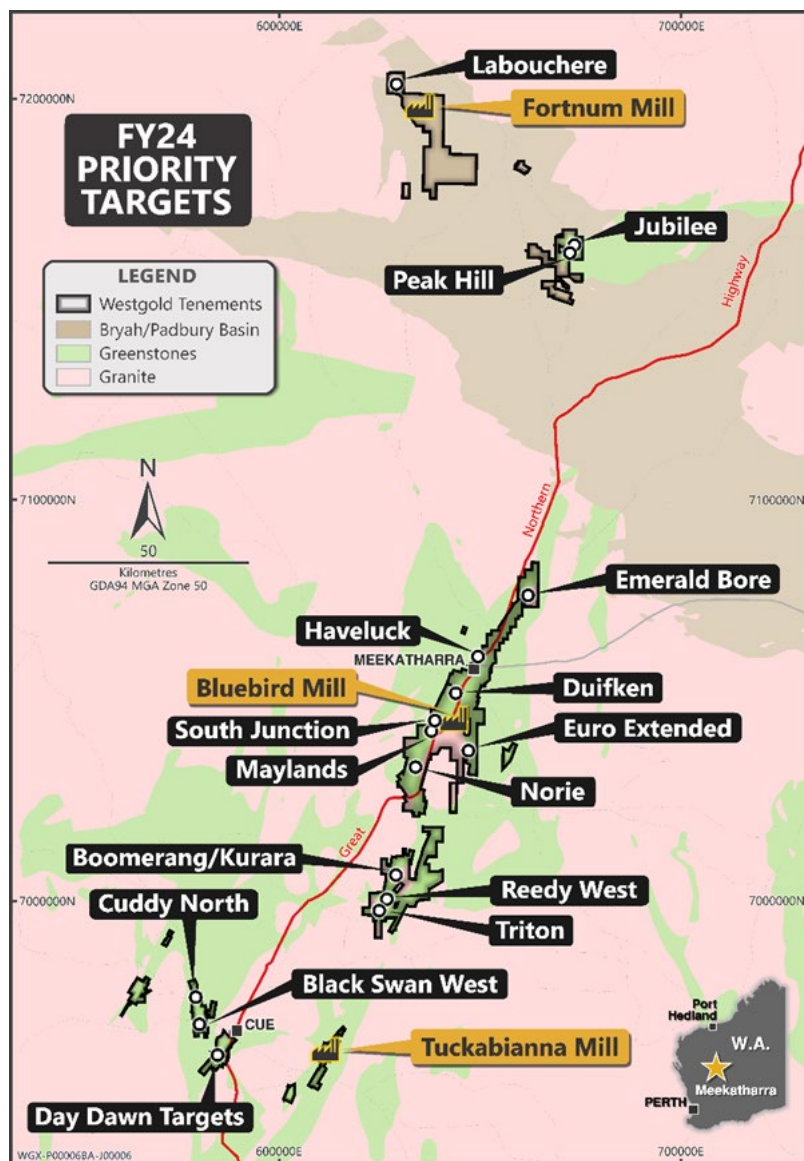 600000E
700000E
Labouchere
7200000N
Fortnum Mill
FY24
PRIORITY
TARGETS
Jubilee
Peak Hill
LEGEND
Westgold Tenements
Bryah/Padbury Basin
Greenstones
Granite
Highway
N
50
Kilometres
GDA94 MGA Zone 50
7100000N
7100000N
Northern
Emerald Bore
Haveluck
MEEKATHARRA
Bluebird Mill
Duifken
South Junction
Euro Extended
Maylands
Norie
Great
Boomerang/Kurara
Cuddy North
7000000N
Reedy West
7000000N
Triton
Black Swan West
CUE
Tuckabianna Mill
Day Dawn Targets
Port
Hedland
W.A.
Meekatharra
PERTH
WGX-P00006BA-J00006
600000E
700000E